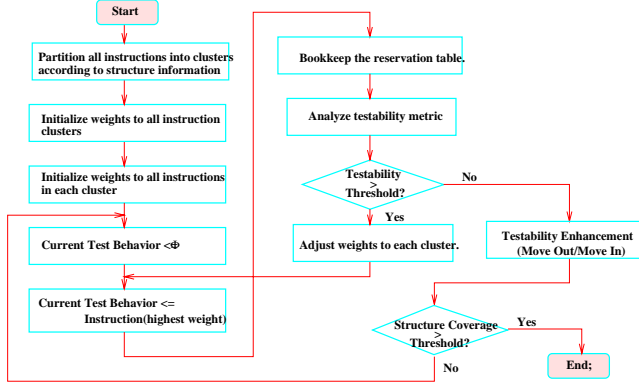 Start
Partition all instructions into clusters
according to structure information
Initialize weights to all instruction
clusters
Initialize weights to all instructions
in each cluster
Current Test Behavior <Φ
Current Test Behavior <=
Instruction(highest weight)
Bookkeep the reservation table.
Analyze testability metric
Testability
>
Threshold?
No
Yes
Adjust weights to each cluster.
Testability Enhancement
(Move Out/Move In)
Structure Coverage
>
Threshold?
Yes
No
End;